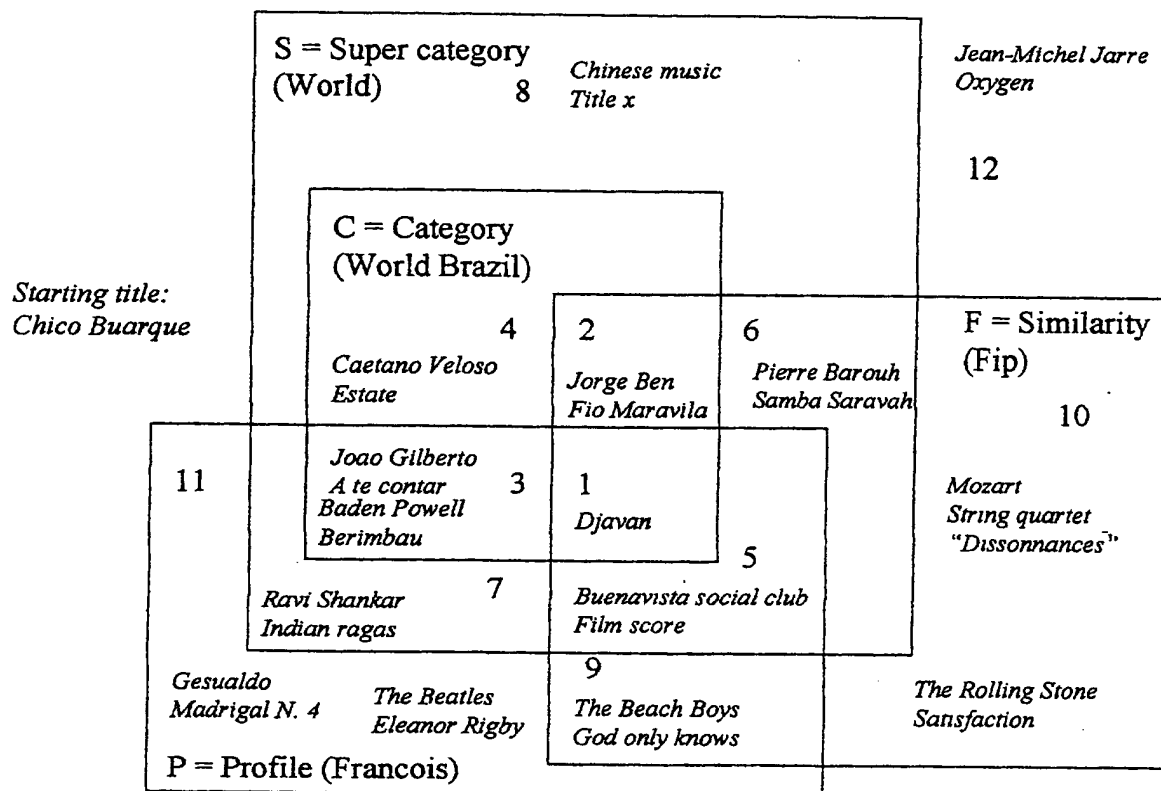 S = Super category
(World)
8
Chinese music
Title x
Jean-Michel Jarre
Oxygen
12
C = Category
(World Brazil)
Starting title:
Chico Buarque
4
2
6
F = Similarity
(Fip)
Caetano Veloso
Estate
Jorge Ben
Fio Maravila
Pierre Barouh
Samba Saravah
10
11
Joao Gilberto
A te contar
Baden Powell
Berimbau
3
1
Djavan
Mozart
String quartet
"Dissonnances"
5
7
Ravi Shankar
Indian ragas
Buenavista social club
Film score
9
Gesualdo
Madrigal N. 4
The Beatles
Eleanor Rigby
The Beach Boys
God only knows
The Rolling Stone
Satisfaction
P = Profile (Francois)